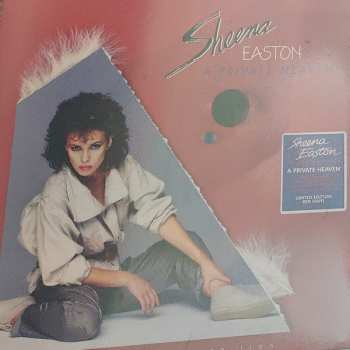 Sheena
EASTON
A PRIVATE HEAVEN
Sheena
Easton
A PRIVATE HEAVEN
LIMITED EDITION
RED VINYL